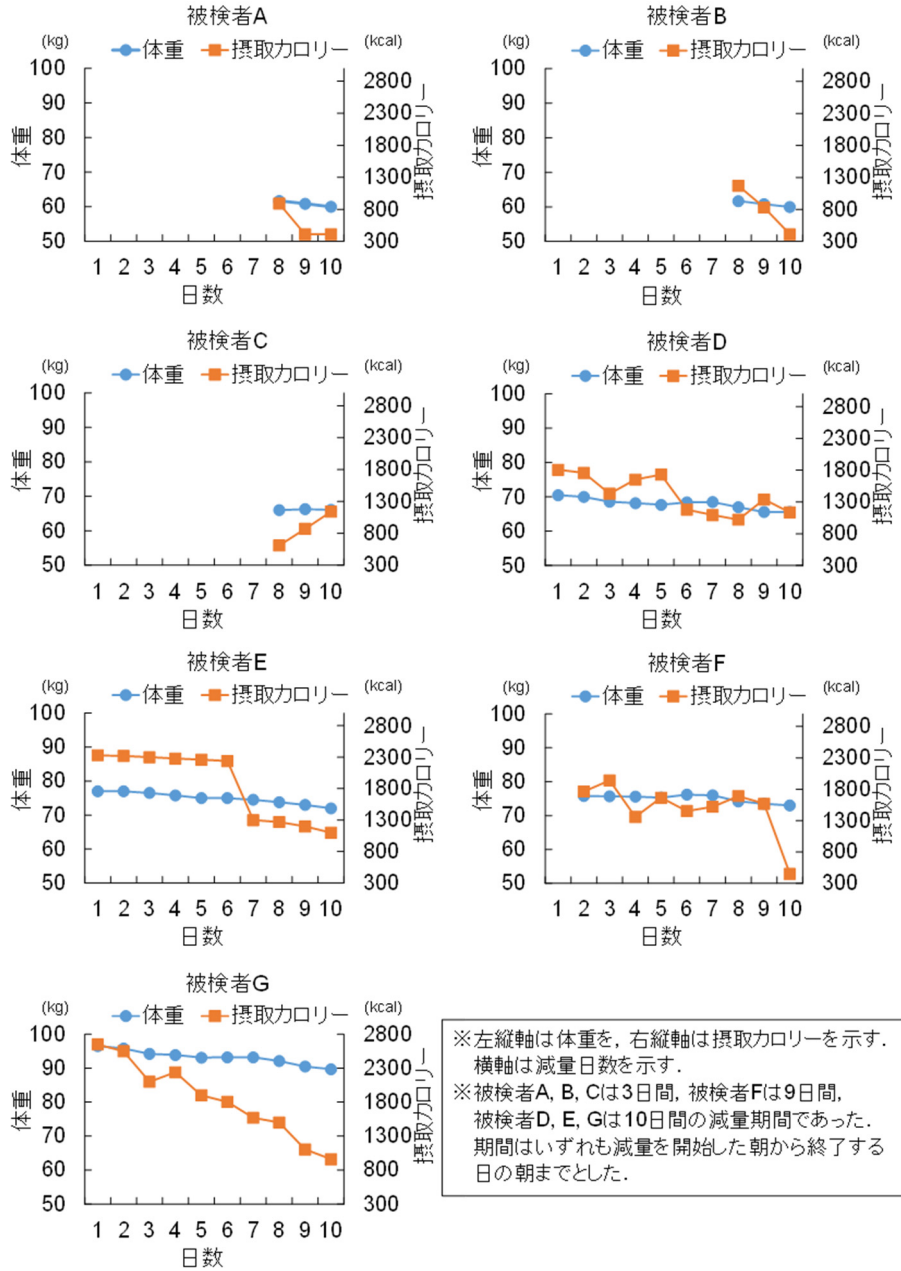 被検者A
(kg) 体重 摂取カロリー (kcal)
100
90
80
70
60
50
体重
2800
2300
1800
1300
800
300
摂取カロリー
1 2 3 4 5 6 7 8 9 10
日数
被検者B
(kg) 体重 摂取カロリー (kcal)
100
90
80
70
60
50
体重
2800
2300
1800
1300
800
300
摂取カロリー
1 2 3 4 5 6 7 8 9 10
日数
被検者C
(kg) 体重 摂取カロリー (kcal)
100
90
80
70
60
50
体重
2800
2300
1800
1300
800
300
摂取カロリー
1 2 3 4 5 6 7 8 9 10
日数
被検者D
(kg) 体重 摂取カロリー (kcal)
100
90
80
70
60
50
体重
2800
2300
1800
1300
800
300
摂取カロリー
1 2 3 4 5 6 7 8 9 10
日数
被検者E
(kg) 体重 摂取カロリー (kcal)
100
90
80
70
60
50
体重
2800
2300
1800
1300
800
300
摂取カロリー
1 2 3 4 5 6 7 8 9 10
日数
被検者F
(kg) 体重 摂取カロリー (kcal)
100
90
80
70
60
50
体重
2800
2300
1800
1300
800
300
摂取カロリー
1 2 3 4 5 6 7 8 9 10
日数
被検者G
(kg) 体重 摂取カロリー (kcal)
100
90
80
70
60
50
体重
2800
2300
1800
1300
800
300
摂取カロリー
1 2 3 4 5 6 7 8 9 10
日数
※左縦軸は体重を, 右縦軸は摂取カロリーを示す.
横軸は減量日数を示す.
※被検者A, B, Cは3日間, 被検者Fは9日間,
被検者D, E, Gは10日間の減量期間であった.
期間はいずれも減量を開始した朝から終了する
日の朝までとした.